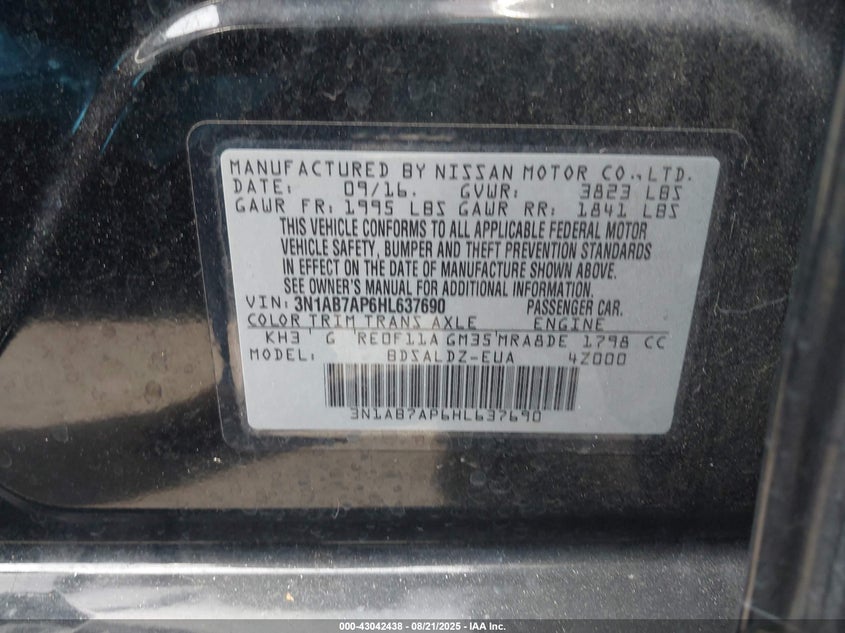 MANUFACTURED BY NISSAN MOTOR CO., LTD.
DATE: 09/16. GVWR: 3823 LBS
GAWR FR: 1995 LBS GAWR RR: 1841 LBS
THIS VEHICLE CONFORMS TO ALL APPLICABLE FEDERAL MOTOR
VEHICLE SAFETY, BUMPER AND THEFT PREVENTION STANDARDS
IN EFFECT ON THE DATE OF MANUFACTURE SHOWN ABOVE.
SEE OWNER'S MANUAL FOR ADDITIONAL INFORMATION.
VIN: 3N1AB7AP6HL637690 PASSENGER CAR.
COLOR TRIM TRANS AXLE ENGINE
KH3 G RE0F11A GM35 MRA8DE 1798 CC
MODEL: BDSALDZ-EUA 4Z000
3N1AB7AP6HL637690
000-43042438 - 08/21/2025 - IAA Inc.